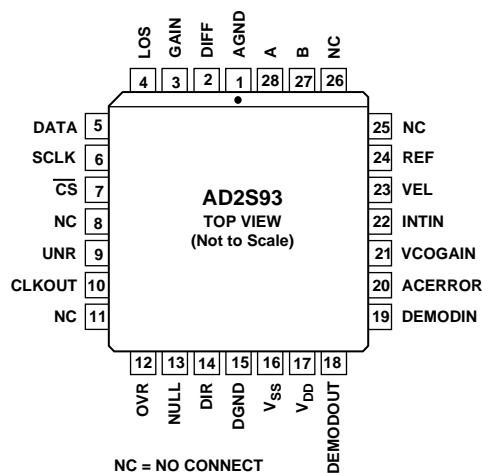 LOS GAIN DIFF AGND A B NC
4 3 2 1 28 27 26
DATA 5
SCLK 6
CS 7
NC 8
UNR 9
CLKOUT 10
NC 11
AD2S93
TOP VIEW
(Not to Scale)
25 NC
24 REF
23 VEL
22 INTIN
21 VCOGAIN
20 ACERROR
19 DEMODIN
12 13 14 15 16 17 18
OVR NULL DIR DGND VSS VDD DEMODOUT
NC = NO CONNECT